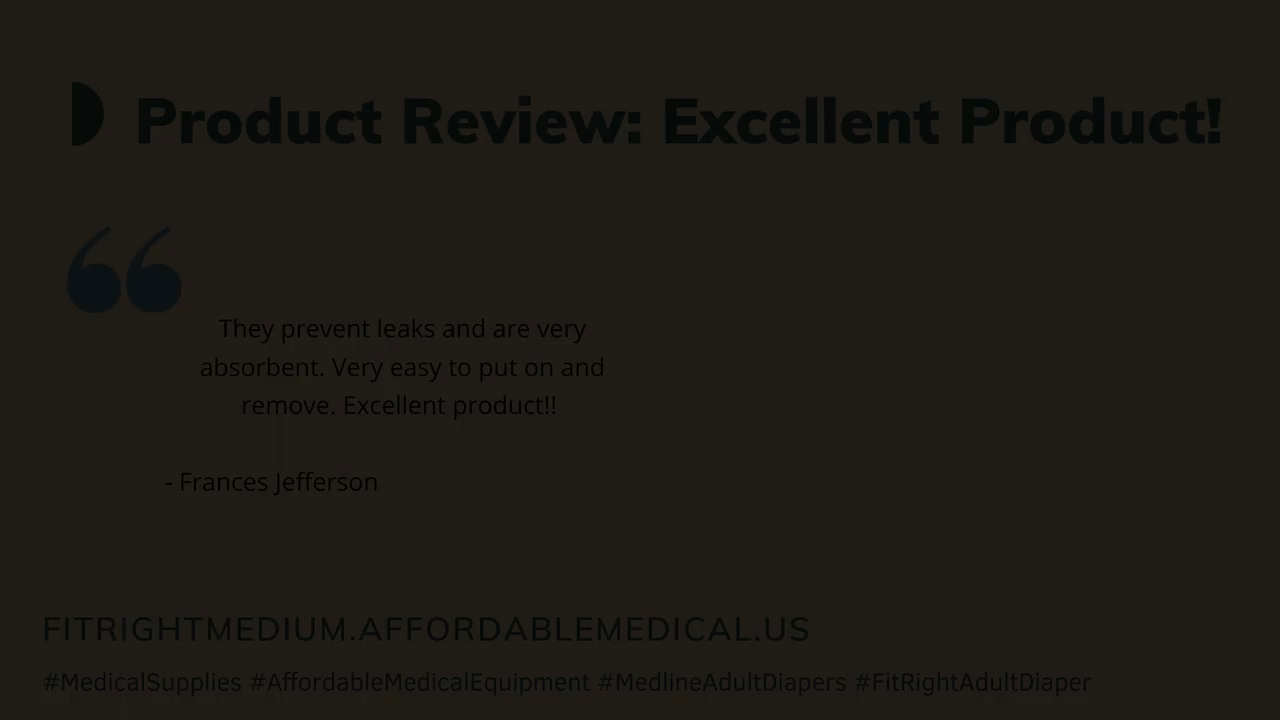 Product Review: Excellent Product!
They prevent leaks and are very
absorbent. Very easy to put on and
remove. Excellent product!!
- Frances Jefferson
FITRIGHTMEDIUM.AFFORDABLEMEDICAL.US
#MedicalSupplies #AffordableMedicalEquipment #MedlineAdultDiapers #FitRightAdultDiaper